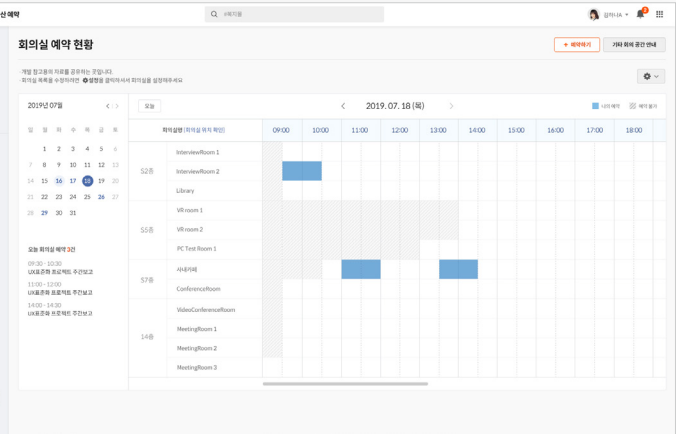 신 예약
#메지물
김하나A
2
회의실 예약 현황
+ 예약하기
기타 회의 공간 안내
· 개발 참고용의 자료를 공유하는 곳입니다.
· 회의실 목록을 수정하려면 설정을 클릭하셔서 회의실을 설정해주세요
2019년 07월
오늘
2019. 07. 18 (목)
나의 예약
예약 불가
일 월 화 수 목 금 토
회의실명 (회의실 위치 확인)
09:00 10:00 11:00 12:00 13:00 14:00 15:00 16:00 17:00 18:00
1 2 3 4 5 6
7 8 9 10 11 12 13
14 15 16 17 18 19 20
21 22 23 24 25 26 27
28 29 30 31
오늘 회의실 예약 3건
09:30 - 10:30
UX표준화 프로젝트 주간보고
11:00 - 12:00
UX표준화 프로젝트 주간보고
14:00 - 14:30
UX표준화 프로젝트 주간보고
S2층
InterviewRoom 1
InterviewRoom 2
Library
S5층
VR room 1
VR room 2
PC Test Room 1
S7층
사내카페
ConferenceRoom
14층
VideoCunferenceRoom
MeetingRoom 1
MeetingRoom 2
MeetingRoom 3